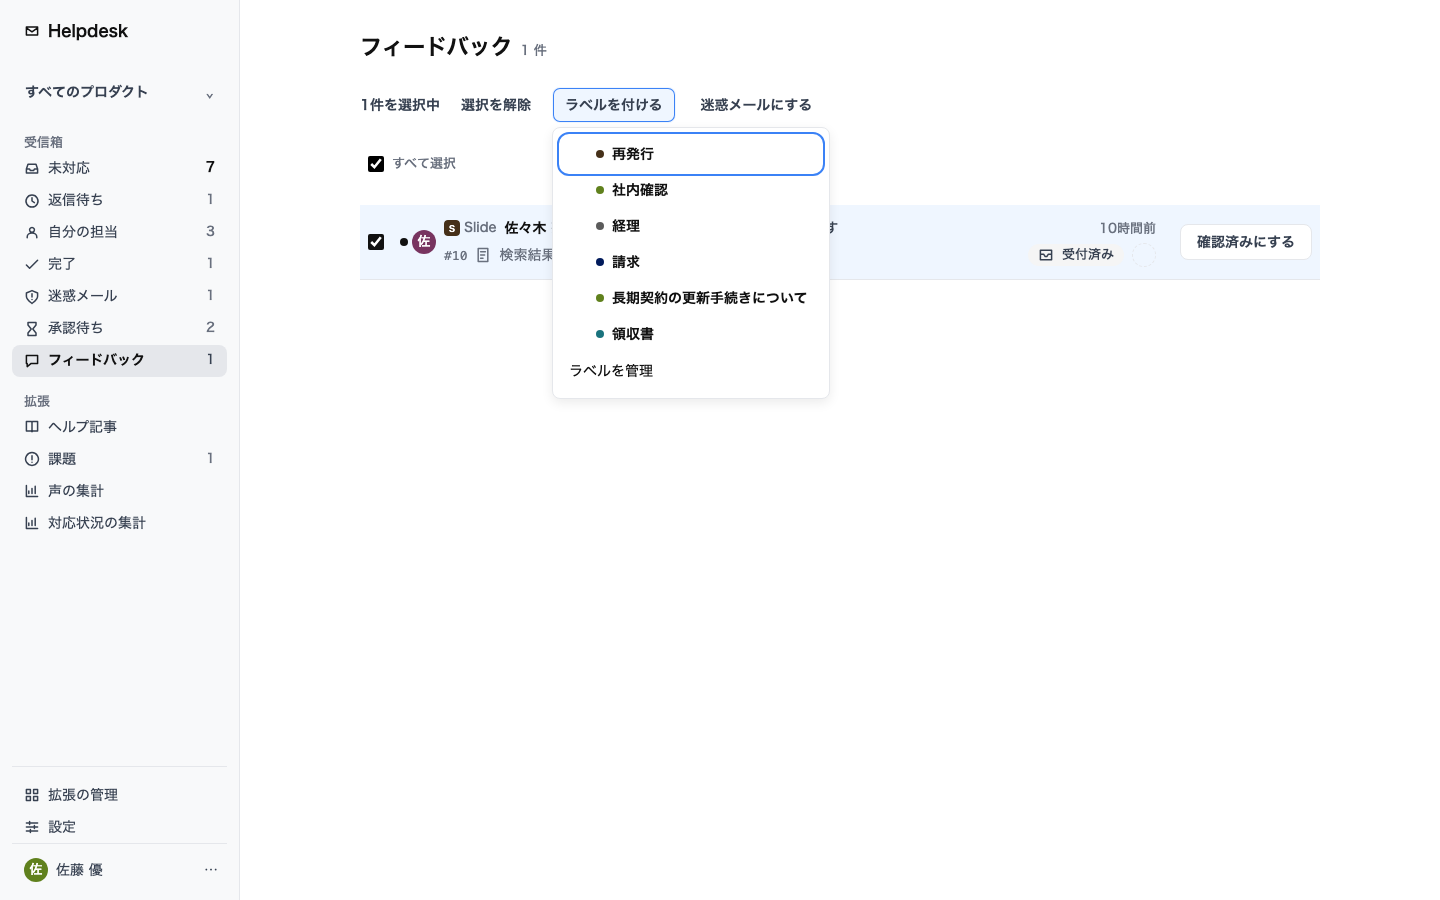 Helpdesk
すべてのプロダクト
受信箱
未対応 7
返信待ち 1
自分の担当 3
完了 1
迷惑メール 1
承認待ち 2
フィードバック 1
拡張
ヘルプ記事
課題 1
声の集計
対応状況の集計
拡張の管理
設定
佐 佐藤 優 …
フィードバック 1 件
1件を選択中 選択を解除 ラベルを付ける 迷惑メールにする
すべて選択
再発行
社内確認
経理
請求
長期契約の更新手続きについて
領収書
ラベルを管理
佐 S Slide 佐々木 す 10時間前
#10 検索結果 受付済み
確認済みにする